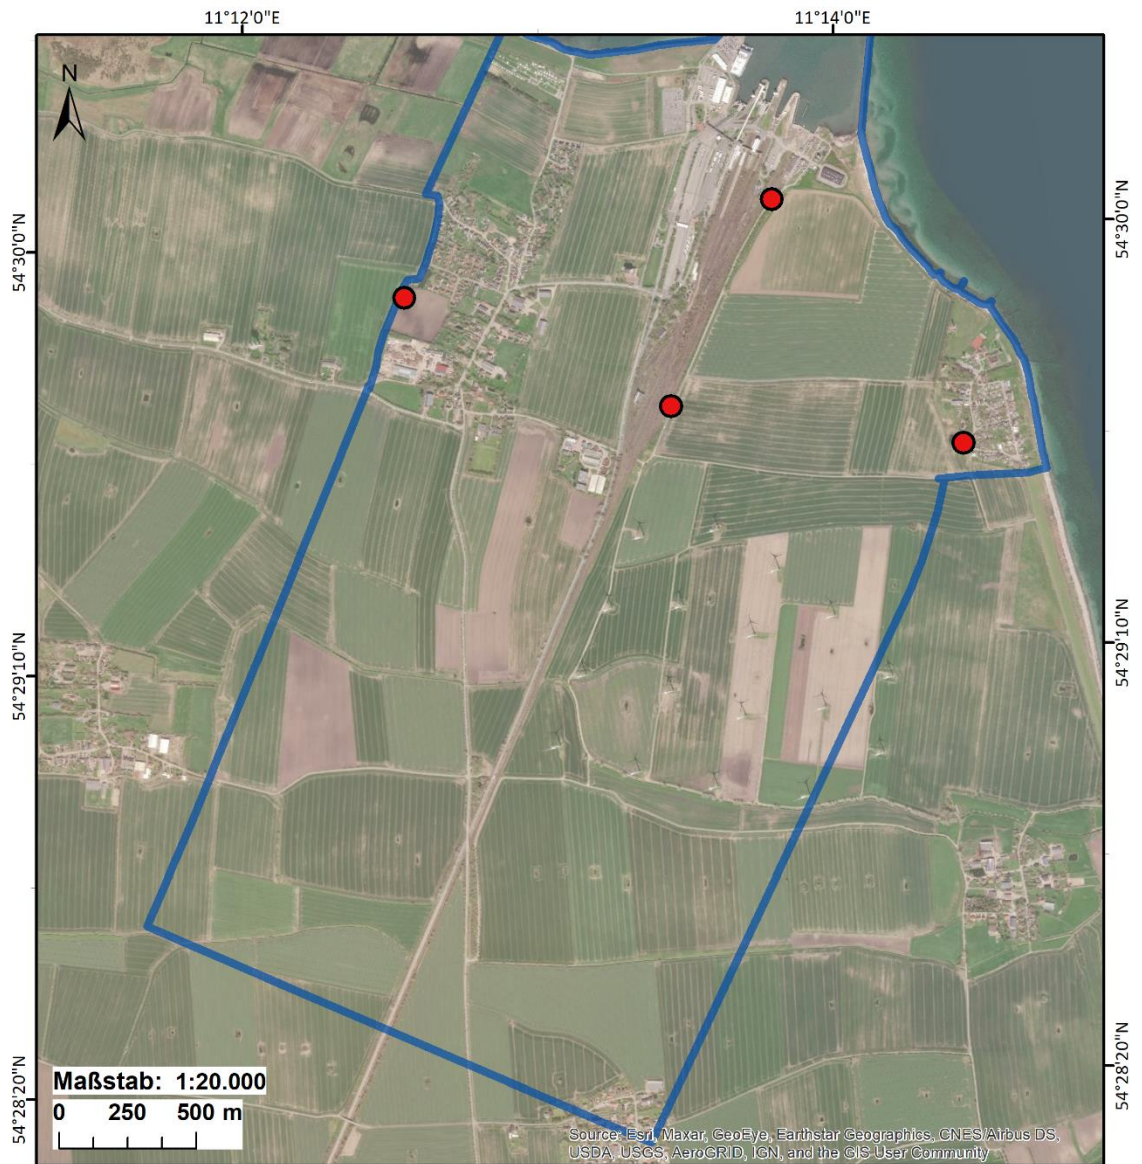 11°12'0"E
11°14'0"E
N
54°30'0"N
54°30'0"N
54°29'10"N
54°29'10"N
54°28'20"N
54°28'20"N
Maßstab: 1:20.000
0 250 500 m
Source: Esri, Maxar, GeoEye, Earthstar Geographics, CNES/Airbus DS,
USDA, USGS, AeroGRID, IGN, and the GIS User Community